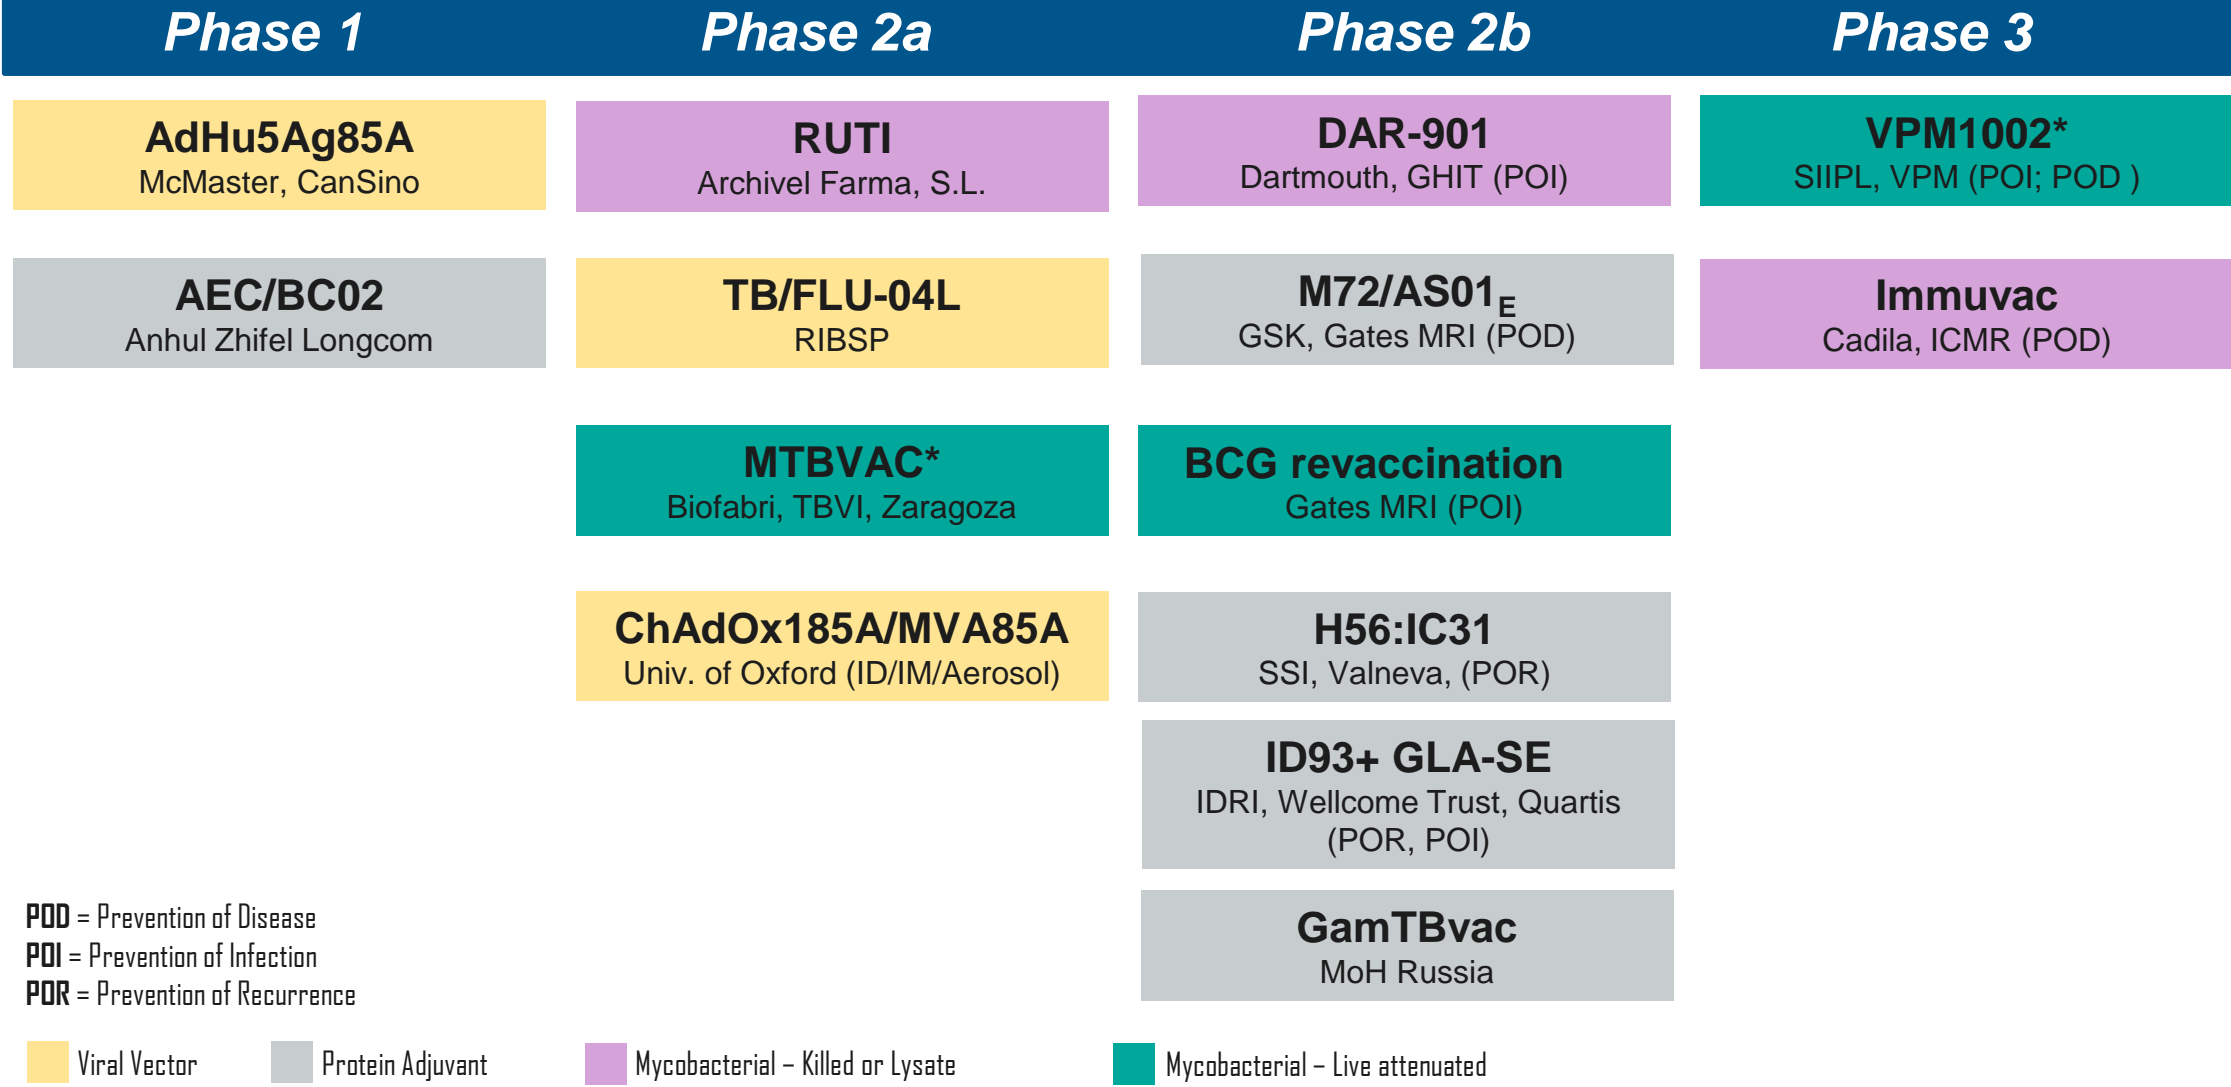 Phase 1
Phase 2a
Phase 2b
Phase 3
AdHu5Ag85A
McMaster, CanSino
RUTI
Archivel Farma, S.L.
DAR-901
Dartmouth, GHIT (POI)
VPM1002*
SIIPL, VPM (POI; POD )
AEC/BC02
Anhul Zhifel Longcom
TB/FLU-04L
RIBSP
M72/AS01E
GSK, Gates MRI (POD)
Immuvac
Cadila, ICMR (POD)
MTBVAC*
Biofabri, TBVI, Zaragoza
BCG revaccination
Gates MRI (POI)
ChAdOx185A/MVA85A
Univ. of Oxford (ID/IM/Aerosol)
H56:IC31
SSI, Valneva, (POR)
ID93+ GLA-SE
IDRI, Wellcome Trust, Quartis
(POR, POI)
GamTBvac
MoH Russia
POD = Prevention of Disease
POI = Prevention of Infection
POR = Prevention of Recurrence
Viral Vector
Protein Adjuvant
Mycobacterial – Killed or Lysate
Mycobacterial – Live attenuated